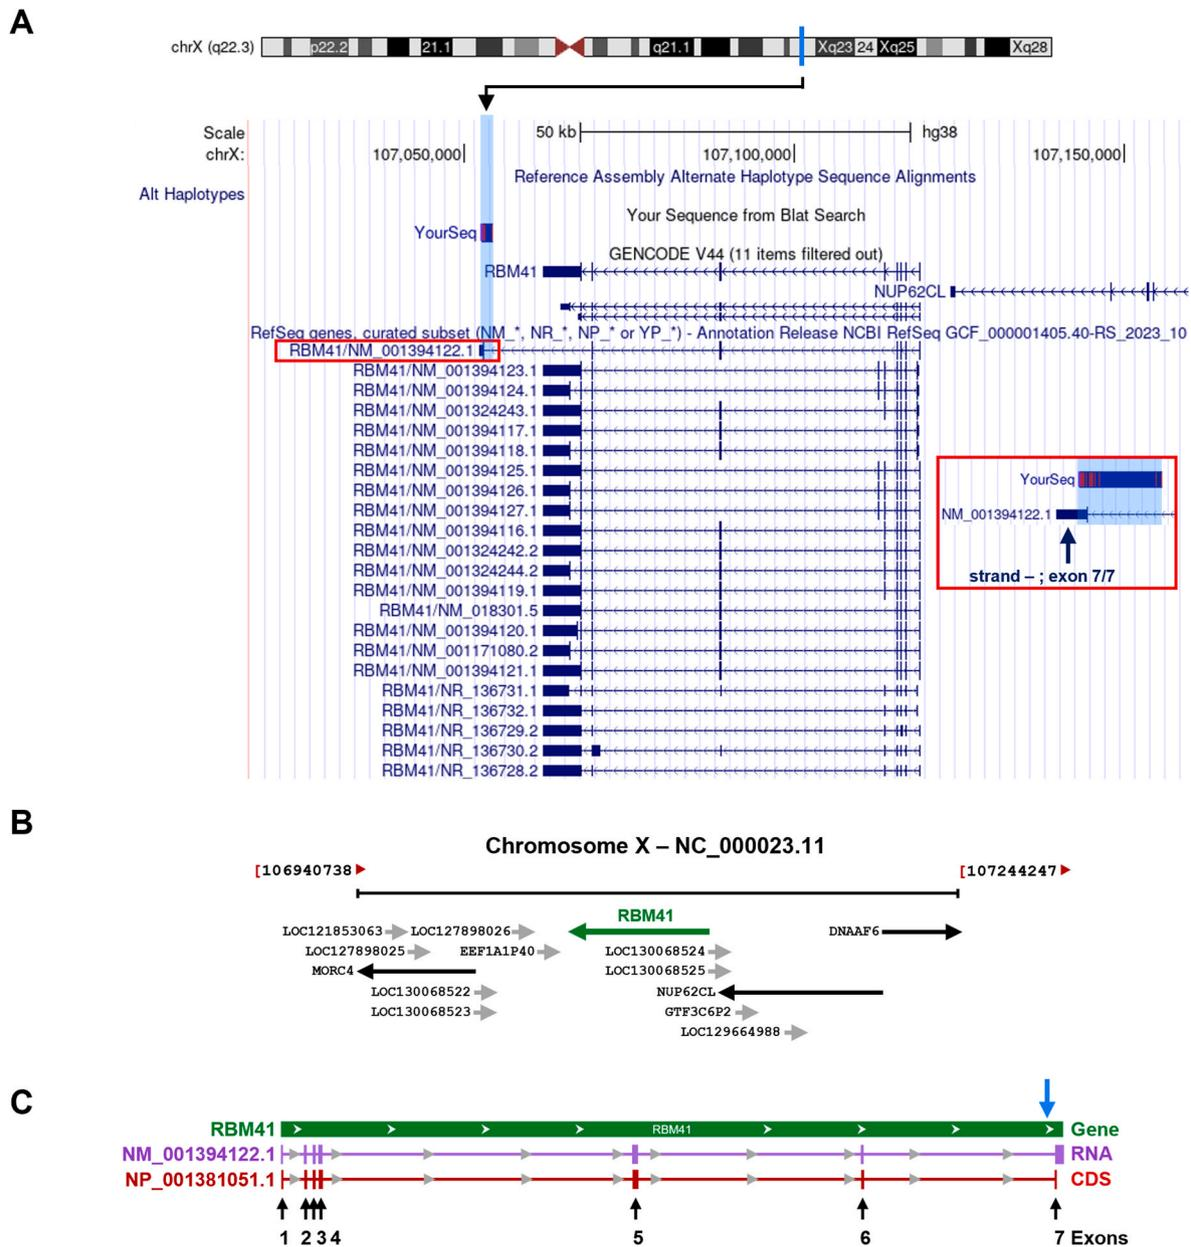 A
chrX (q22.3)
p22.2
21.1
q21.1
Xq23
24
Xq25
Xq28
Scale
50 kb
hg38
chrX:
107,050,000
107,100,000
107,150,000
Reference Assembly Alternate Haplotype Sequence Alignments
Alt Haplotypes
Your Sequence from Blat Search
YourSeq
GENCODE V44 (11 items filtered out)
RBM41
NUP62CL
RefSeq genes, curated subset (NM_*, NR_*, NP_* or YP_*) - Annotation Release NCBI RefSeq GCF_000001405.40-RS_2023_10
RBM41/NM_001394122.1
RBM41/NM_001394123.1
RBM41/NM_001394124.1
RBM41/NM_001324243.1
RBM41/NM_001394117.1
RBM41/NM_001394118.1
RBM41/NM_001394125.1
RBM41/NM_001394126.1
RBM41/NM_001394127.1
RBM41/NM_001394116.1
RBM41/NM_001324242.2
RBM41/NM_001324244.2
RBM41/NM_001394119.1
RBM41/NM_018301.5
RBM41/NM_001394120.1
RBM41/NM_001171080.2
RBM41/NM_001394121.1
RBM41/NR_136731.1
RBM41/NR_136732.1
RBM41/NR_136729.2
RBM41/NR_136730.2
RBM41/NR_136728.2
YourSeq
NM_001394122.1
strand – ; exon 7/7
B
Chromosome X – NC_000023.11
[106940738
[107244247
RBM41
LOC121853063
LOC127898026
DNAAF6
LOC127898025
EEF1A1P40
LOC130068524
MORC4
LOC130068525
LOC130068522
NUP62CL
LOC130068523
GTF3C6P2
LOC129664988
C
RBM41
RBM41
Gene
NM_001394122.1
RNA
NP_001381051.1
CDS
1 2 3 4 5 6 7 Exons